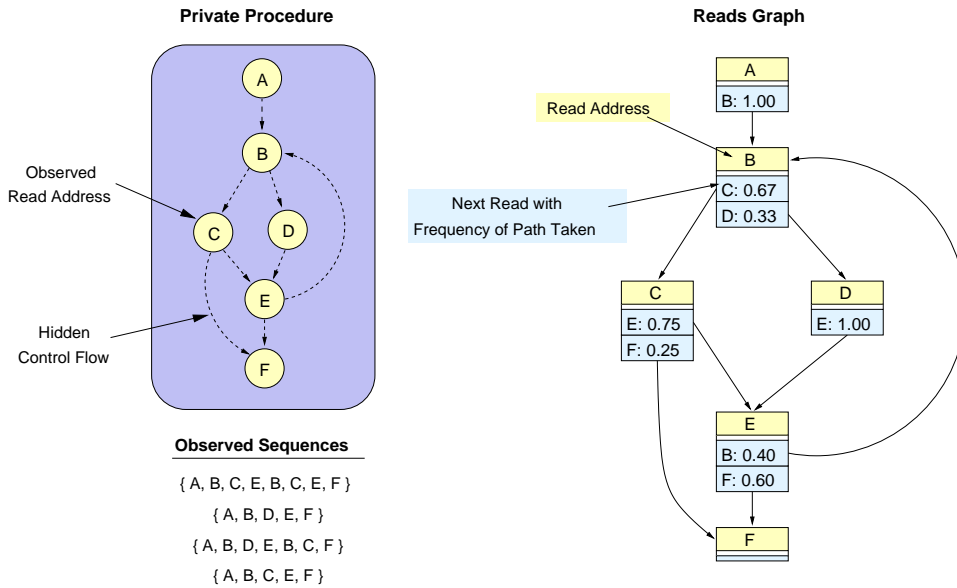 Private Procedure
A
B
C
D
E
F
Observed
Read Address
Hidden
Control Flow
Observed Sequences
{ A, B, C, E, B, C, E, F }
{ A, B, D, E, F }
{ A, B, D, E, B, C, F }
{ A, B, C, E, F }
Reads Graph
Read Address
Next Read with
Frequency of Path Taken
A
B: 1.00
B
C: 0.67
D: 0.33
C
E: 0.75
F: 0.25
D
E: 1.00
E
B: 0.40
F: 0.60
F